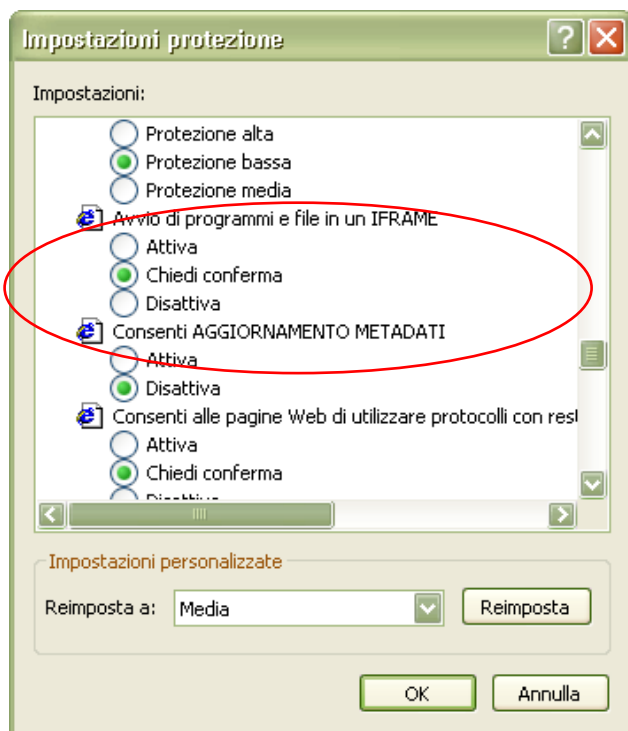 Impostazioni protezione
Impostazioni:
Protezione alta
Protezione bassa
Protezione media
Avvio di programmi e file in un IFRAME
Attiva
Chiedi conferma
Disattiva
Consenti AGGIORNAMENTO METADATI
Attiva
Disattiva
Consenti alle pagine Web di utilizzare protocolli con rest
Attiva
Chiedi conferma
Disattiva
Impostazioni personalizzate
Reimposta a: Media Reimposta
OK Annulla